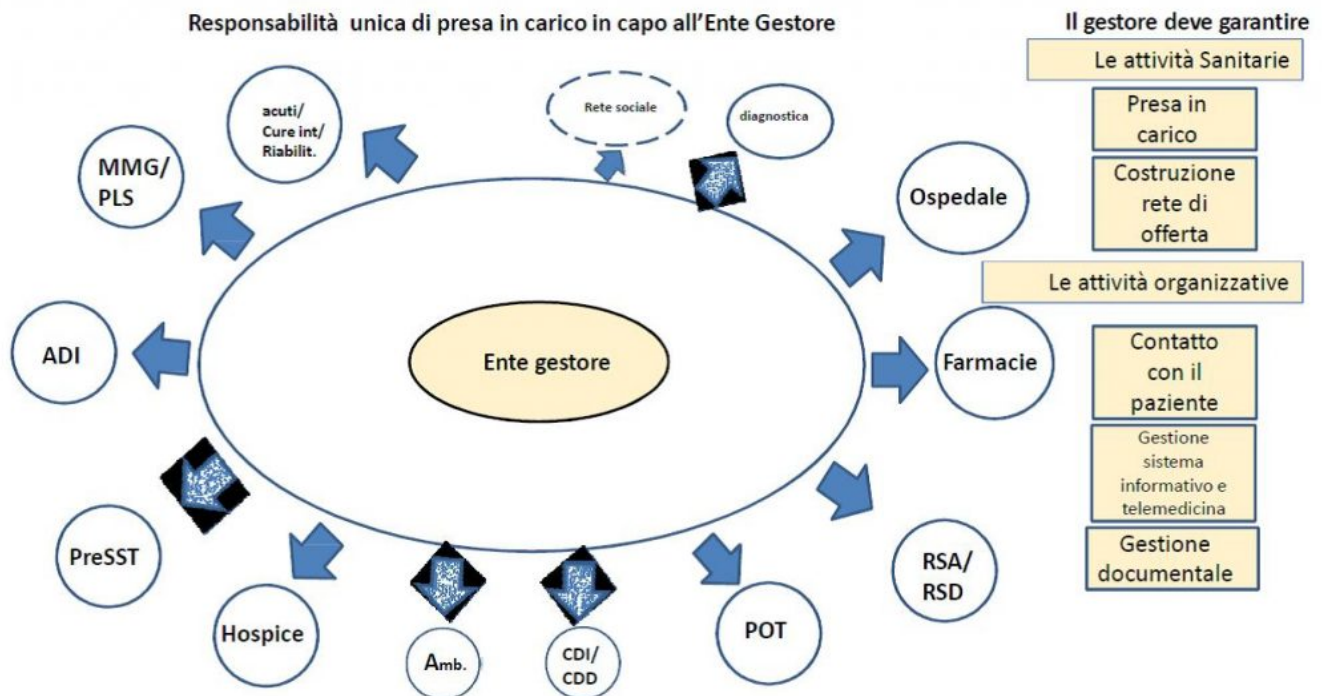 Responsabilità unica di presa in carico in capo all'Ente Gestore
acuti/
Cure int/
Riabilit.
Rete sociale
diagnostica
MMG/
PLS
Ospedale
ADI
Ente gestore
Farmacie
PreSST
Hospice
Amb.
CDI/
CDD
POT
RSA/
RSD
Il gestore deve garantire
Le attività Sanitarie
Presa in
carico
Costruzione
rete di
offerta
Le attività organizzative
Contatto
con il
paziente
Gestione
sistema
informativo e
telemedicina
Gestione
documentale